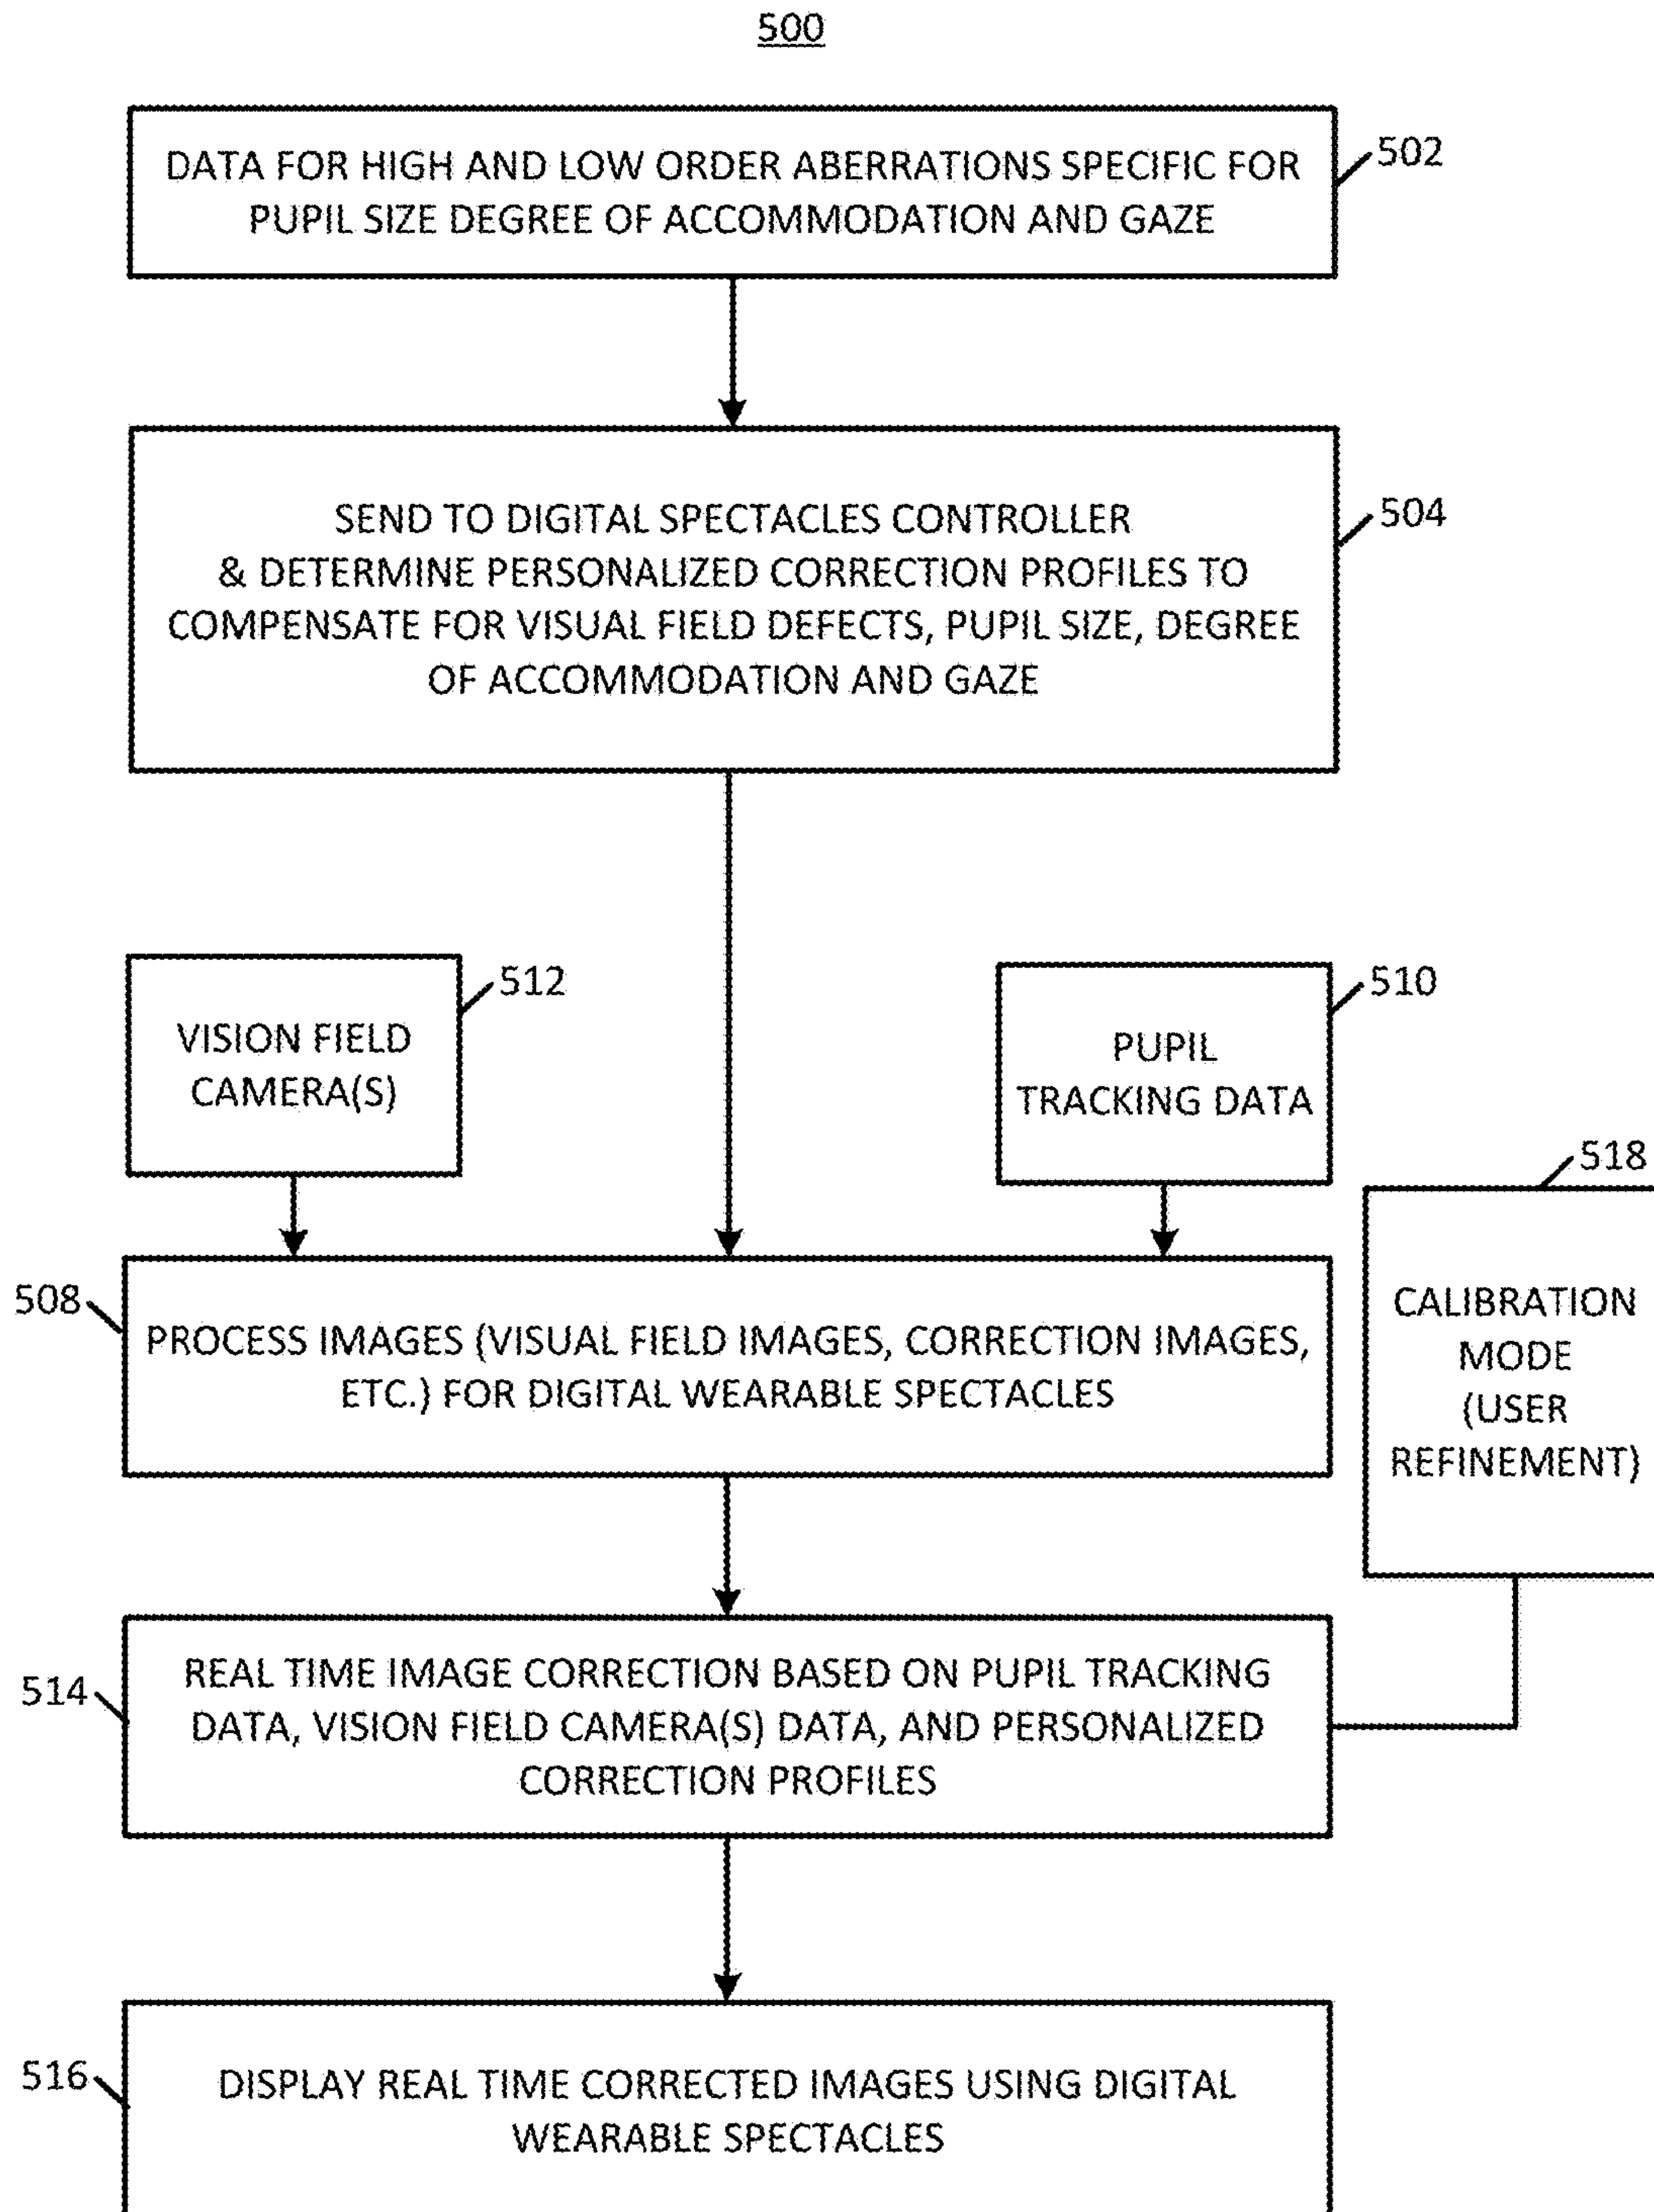 500
DATA FOR HIGH AND LOW ORDER ABERRATIONS SPECIFIC FOR
PUPIL SIZE DEGREE OF ACCOMMODATION AND GAZE
502
SEND TO DIGITAL SPECTACLES CONTROLLER
& DETERMINE PERSONALIZED CORRECTION PROFILES TO
COMPENSATE FOR VISUAL FIELD DEFECTS, PUPIL SIZE, DEGREE
OF ACCOMMODATION AND GAZE
504
VISION FIELD
CAMERA(S)
512
PUPIL
TRACKING DATA
510
518
CALIBRATION
MODE
(USER
REFINEMENT)
508
PROCESS IMAGES (VISUAL FIELD IMAGES, CORRECTION IMAGES,
ETC.) FOR DIGITAL WEARABLE SPECTACLES
514
REAL TIME IMAGE CORRECTION BASED ON PUPIL TRACKING
DATA, VISION FIELD CAMERA(S) DATA, AND PERSONALIZED
CORRECTION PROFILES
516
DISPLAY REAL TIME CORRECTED IMAGES USING DIGITAL
WEARABLE SPECTACLES